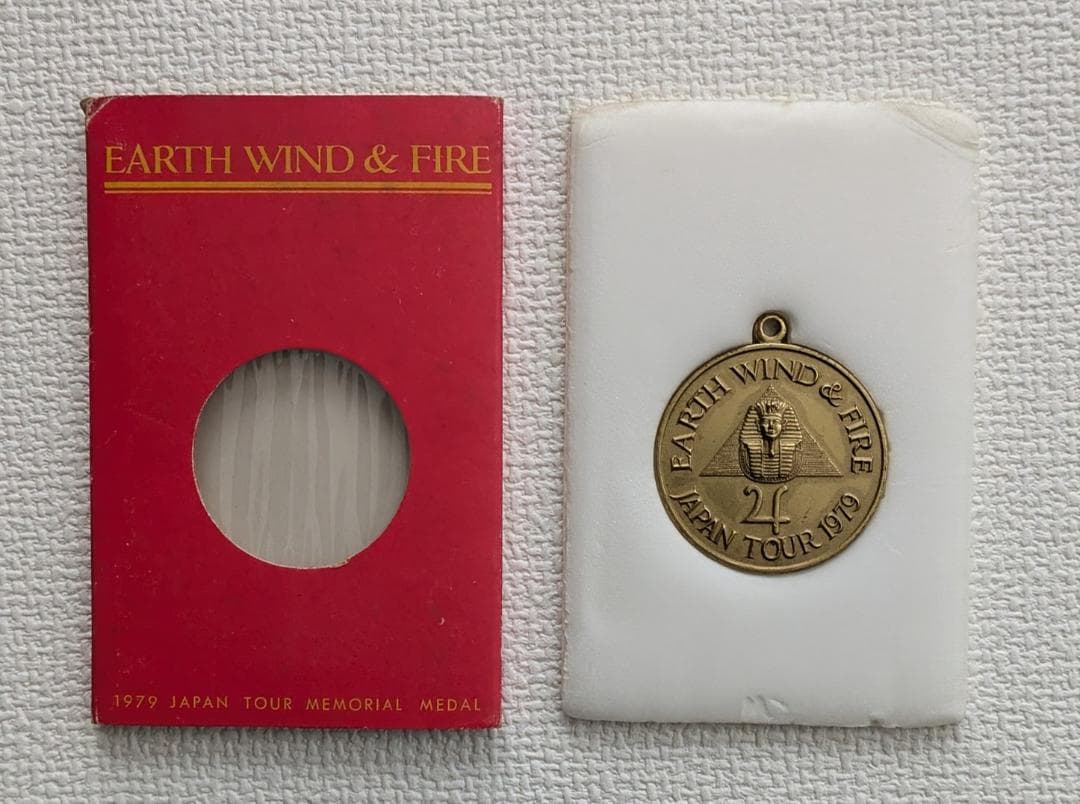 EARTH WIND & FIRE
1979 JAPAN TOUR MEMORIAL MEDAL
EARTH WIND & FIRE
♃
JAPAN TOUR 1979